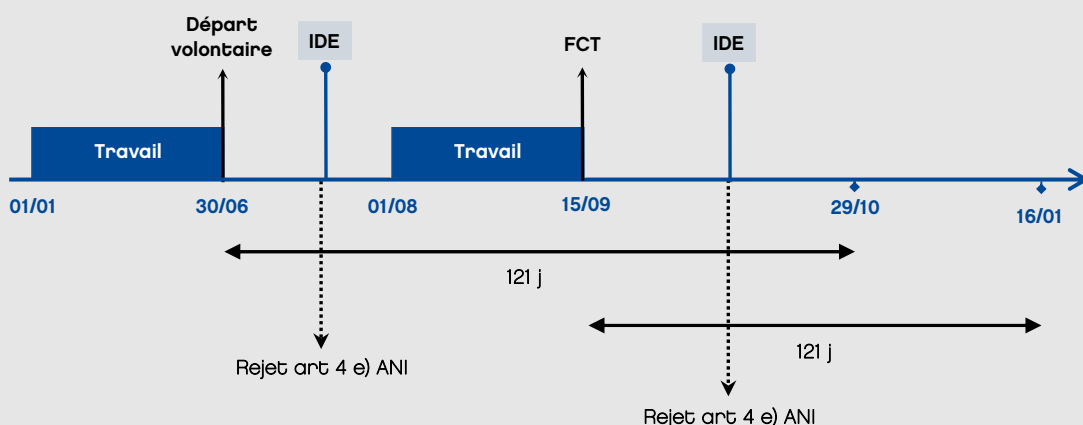 Départ
volontaire
IDE
FCT
IDE
Travail
Travail
01/01
30/06
01/08
15/09
29/10
16/01
121 j
121 j
Rejet art 4 e) ANI
Rejet art 4 e) ANI